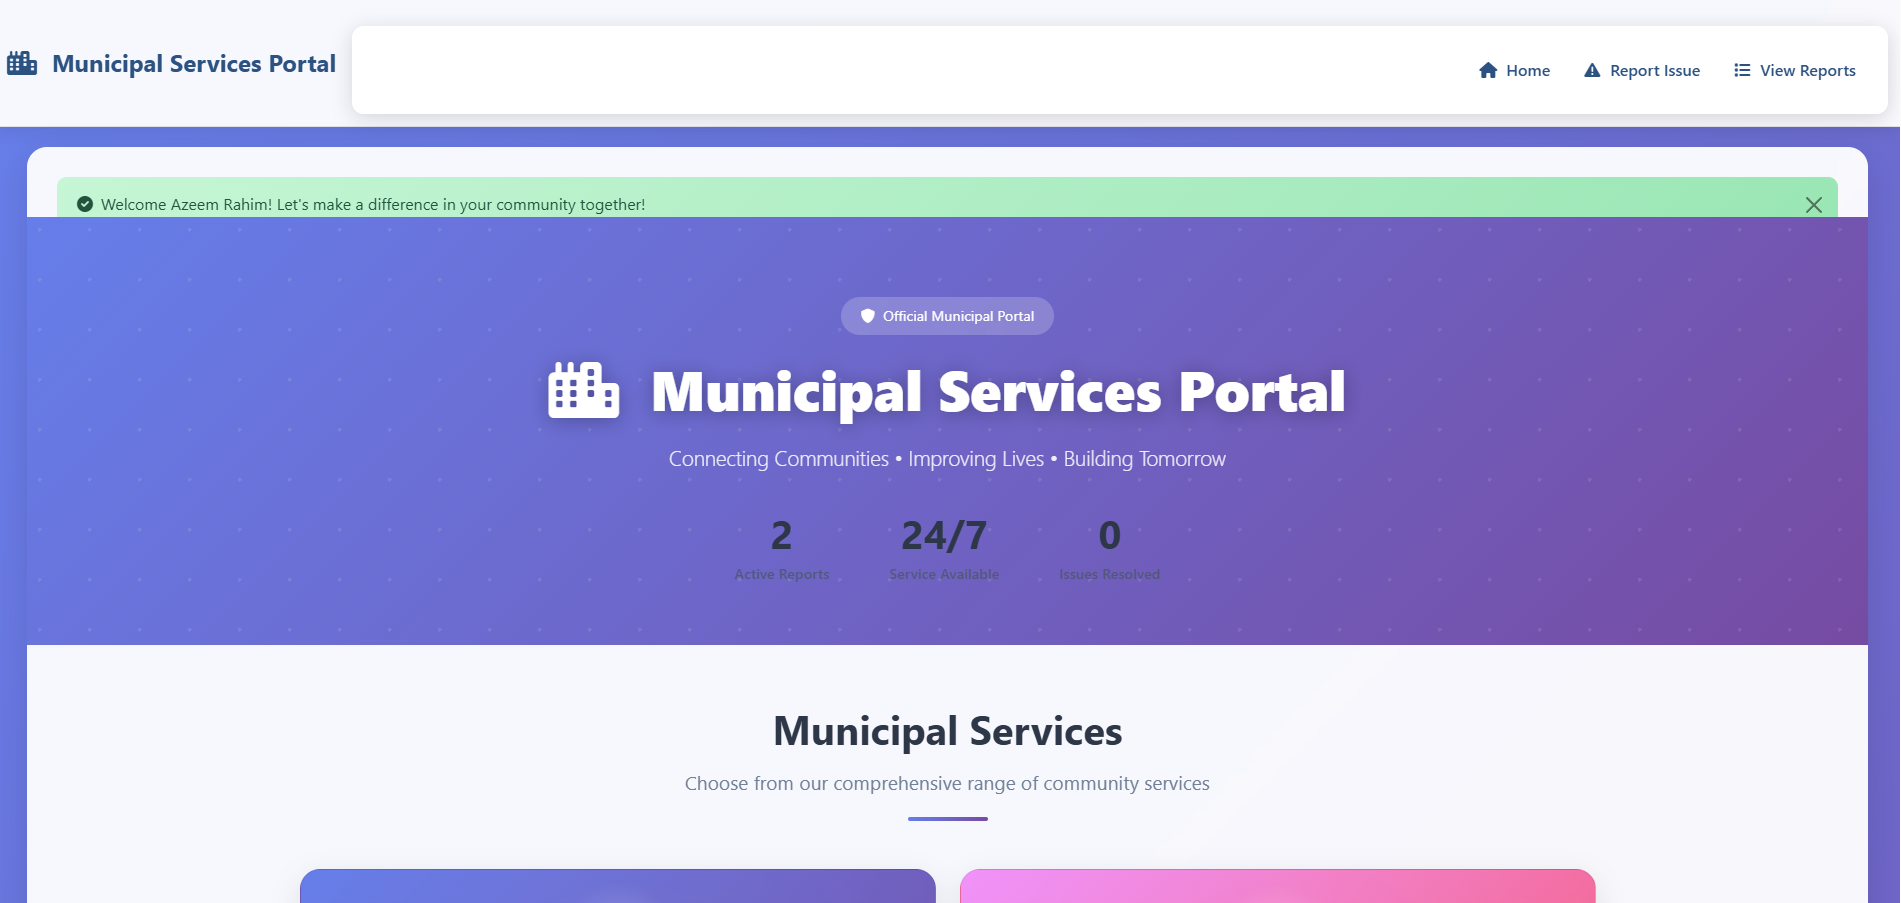 Municipal Services Portal
Home Report Issue View Reports
Welcome Azeem Rahim! Let's make a difference in your community together!
Official Municipal Portal
Municipal Services Portal
Connecting Communities • Improving Lives • Building Tomorrow
2 24/7 0
Active Reports Service Available Issues Resolved
Municipal Services
Choose from our comprehensive range of community services